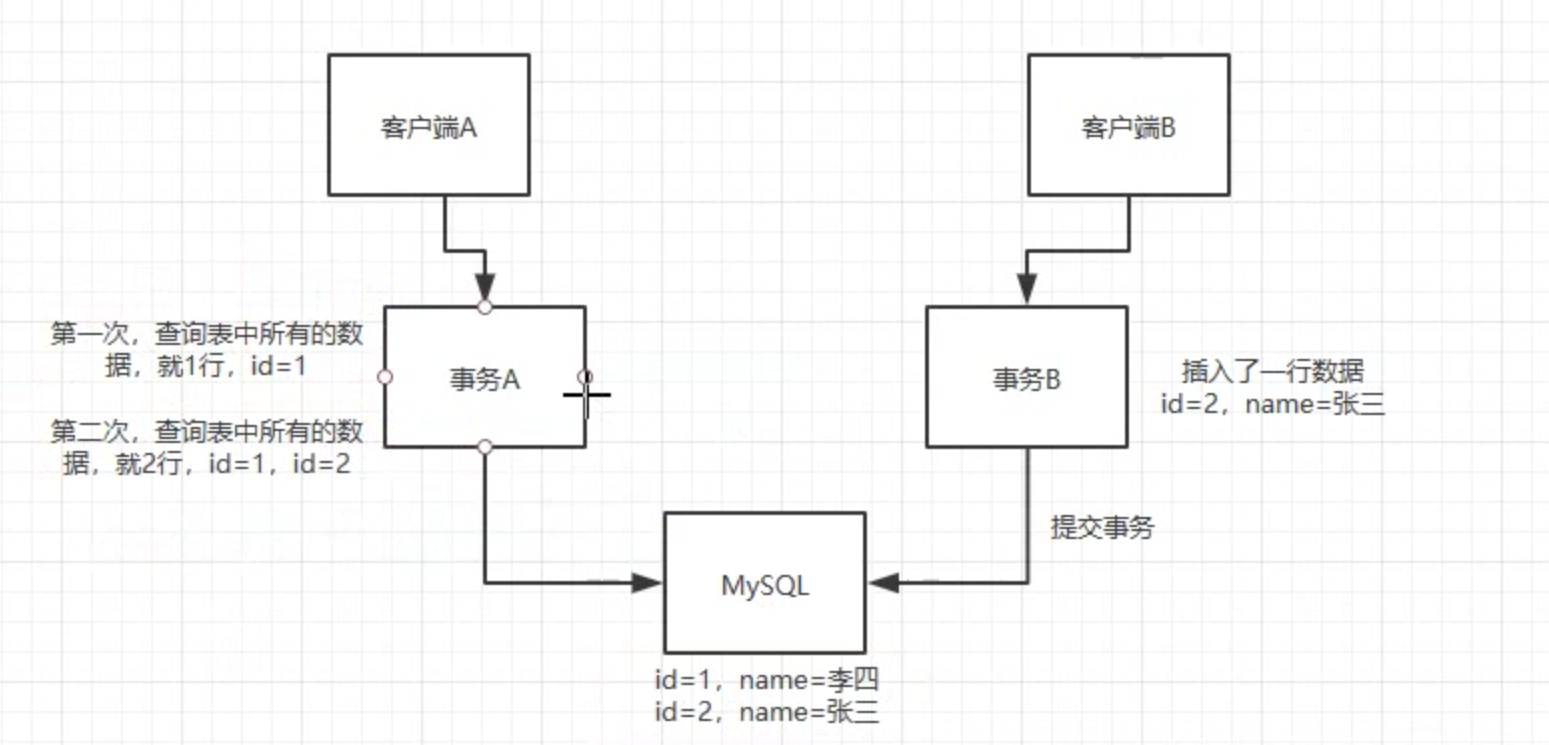 客户端A
客户端B
第一次，查询表中所有的数
据，就1行，id=1
事务A
事务B
插入了一行数据
id=2，name=张三
第二次，查询表中所有的数
据，就2行，id=1，id=2
提交事务
MySQL
id=1，name=李四
id=2，name=张三